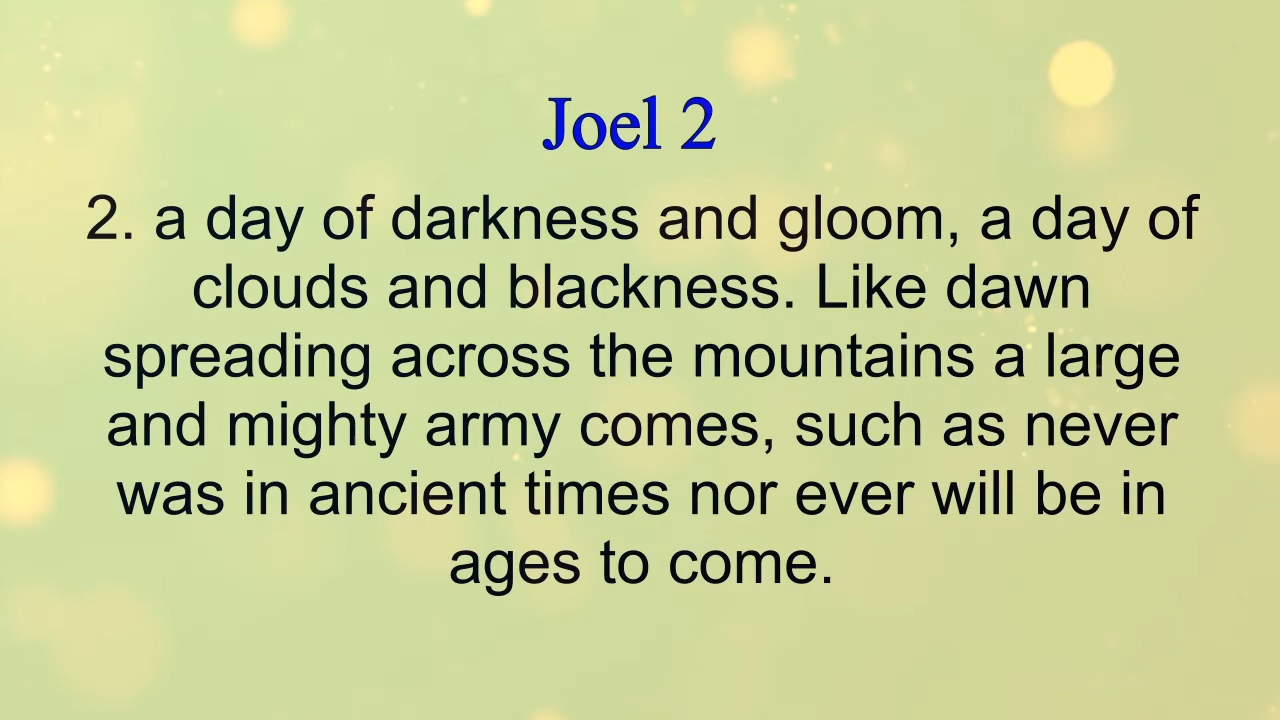 Joel 2
2. a day of darkness and gloom, a day of
clouds and blackness. Like dawn
spreading across the mountains a large
and mighty army comes, such as never
was in ancient times nor ever will be in
ages to come.